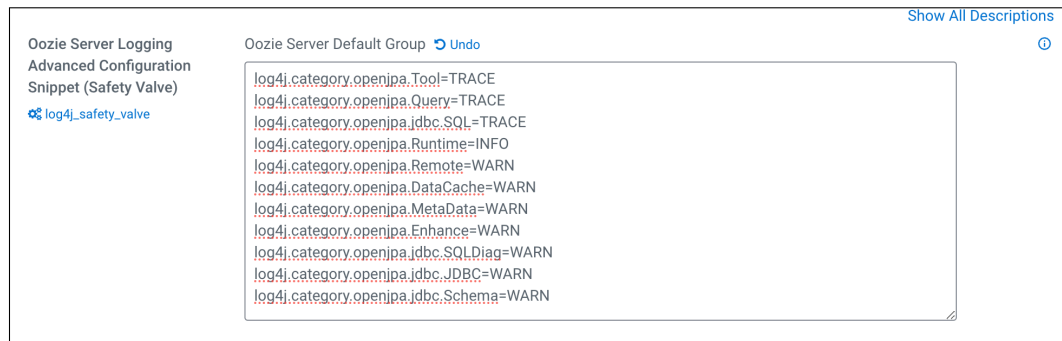 Show All Descriptions
Oozie Server Logging
Advanced Configuration
Snippet (Safety Valve)
log4j_safety_valve
Oozie Server Default Group Undo
log4j.category.openjpa.Tool=TRACE
log4j.category.openjpa.Query=TRACE
log4j.category.openjpa.jdbc.SQL=TRACE
log4j.category.openjpa.Runtime=INFO
log4j.category.openjpa.Remote=WARN
log4j.category.openjpa.DataCache=WARN
log4j.category.openjpa.MetaData=WARN
log4j.category.openjpa.Enhance=WARN
log4j.category.openjpa.jdbc.SQLDiag=WARN
log4j.category.openjpa.jdbc.JDBC=WARN
log4j.category.openjpa.jdbc.Schema=WARN